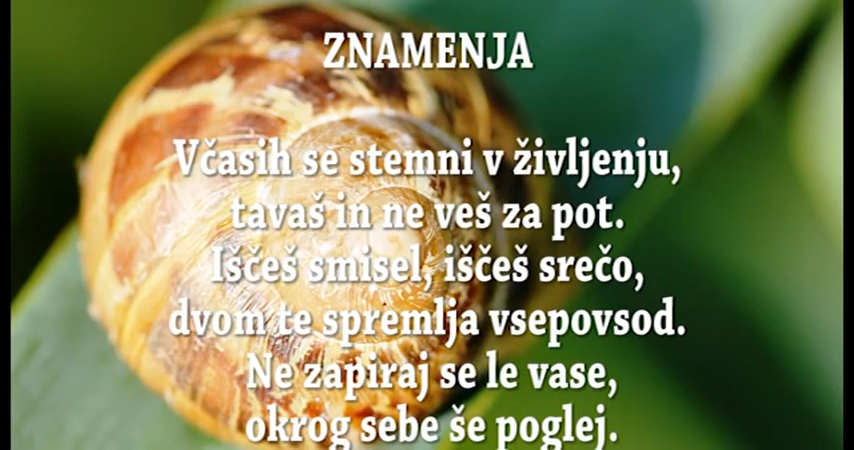 ZNAMENJA
Včasih se stemni v življenju,
tavaš in ne veš za pot.
Iščeš smisel, iščeš srečo,
dvom te spremlja vsepovsod.
Ne zapiraj se le vase,
okrog sebe še poglej.